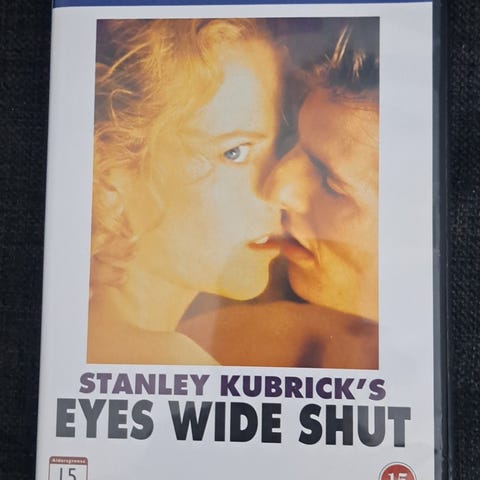 STANLEY KUBRICK'S
EYES WIDE SHUT
Aldersgrense
15
15